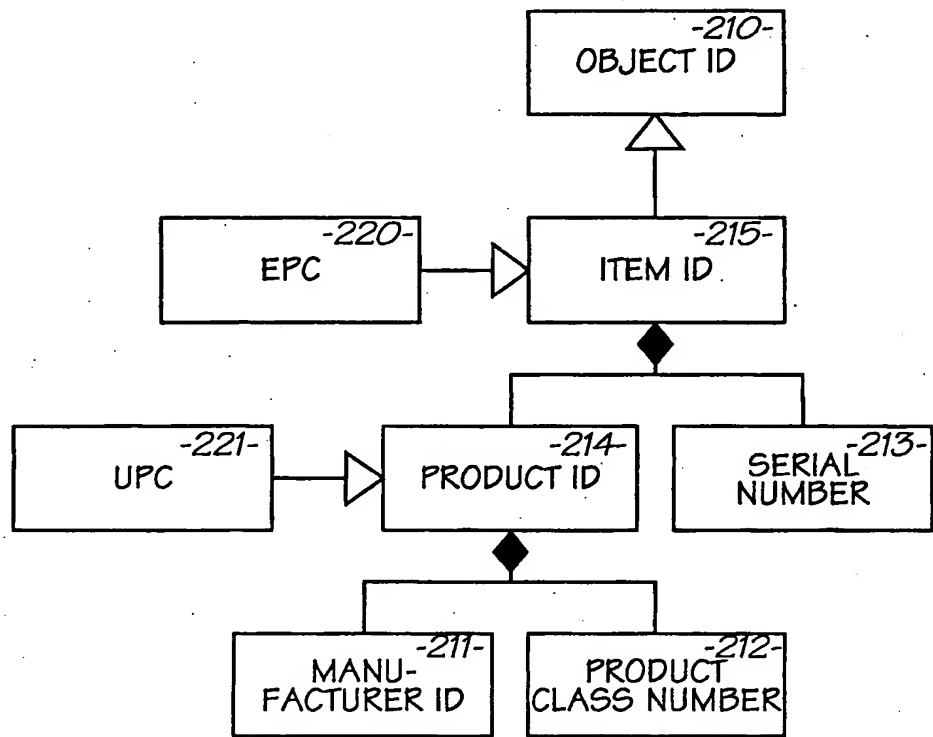 -210-
OBJECT ID
-220-
EPC
-215-
ITEM ID
-221-
UPC
-214-
PRODUCT ID
-213-
SERIAL
NUMBER
-211-
MANU-
FACTURER ID
-212-
PRODUCT
CLASS NUMBER